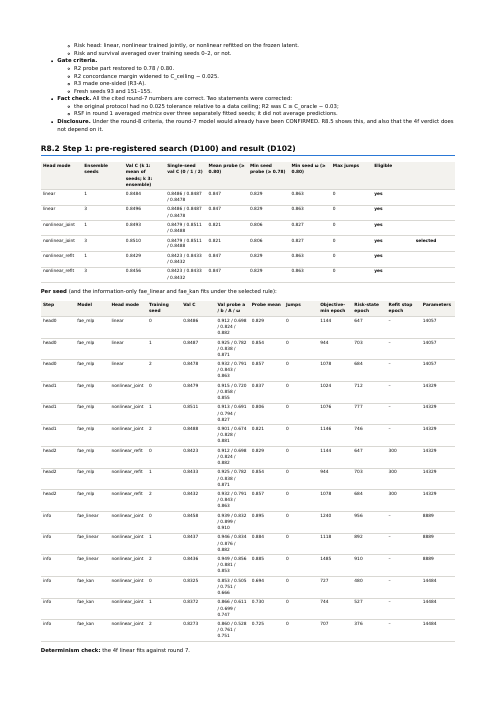 Risk head: linear, nonlinear trained jointly, or nonlinear refitted on the frozen latent.
Risk and survival averaged over training seeds 0–2, or not.
Gate criteria.
R2 probe part restored to 0.78 / 0.80.
R2 concordance margin widened to C_ceiling − 0.025.
R3 made one-sided (R3-A).
Fresh seeds 93 and 151–155.
Fact check. All the cited round-7 numbers are correct. Two statements were corrected:
the original protocol had no 0.025 tolerance relative to a data ceiling; R2 was C ≥ C_oracle − 0.03;
RSF in round 1 averaged metrics over three separately fitted seeds; it did not average predictions.
Disclosure. Under the round-8 criteria, the round-7 model would already have been CONFIRMED. R8.5 shows this, and also that the 4f verdict does
not depend on it.
R8.2 Step 1: pre-registered search (D100) and result (D102)
Head mode Ensemble seeds Val C (k 1: mean of seeds; k 3: ensemble) Single-seed val C (0 / 1 / 2) Mean probe (≥ 0.80) Min seed probe (≥ 0.78) Min seed ω (≥ 0.80) Max jumps Eligible
linear 1 0.8484 0.8486 / 0.8487 / 0.8478 0.847 0.829 0.863 0 yes
linear 3 0.8496 0.8486 / 0.8487 / 0.8478 0.847 0.829 0.863 0 yes
nonlinear_joint 1 0.8493 0.8479 / 0.8511 / 0.8488 0.821 0.806 0.827 0 yes
nonlinear_joint 3 0.8510 0.8479 / 0.8511 / 0.8488 0.821 0.806 0.827 0 yes selected
nonlinear_refit 1 0.8429 0.8423 / 0.8433 / 0.8432 0.847 0.829 0.863 0 yes
nonlinear_refit 3 0.8456 0.8423 / 0.8433 / 0.8432 0.847 0.829 0.863 0 yes
Per seed (and the information-only fae_linear and fae_kan fits under the selected rule):
Step Model Head mode Training seed Val C Val probe a / b / A / ω Probe mean Jumps Objective-min epoch Risk-state epoch Refit stop epoch Parameters
head0 fae_mlp linear 0 0.8486 0.912 / 0.698 / 0.824 / 0.882 0.829 0 1144 647 – 14057
head0 fae_mlp linear 1 0.8487 0.925 / 0.782 / 0.838 / 0.871 0.854 0 944 703 – 14057
head0 fae_mlp linear 2 0.8478 0.932 / 0.791 / 0.843 / 0.863 0.857 0 1078 684 – 14057
head1 fae_mlp nonlinear_joint 0 0.8479 0.915 / 0.720 / 0.858 / 0.855 0.837 0 1024 712 – 14329
head1 fae_mlp nonlinear_joint 1 0.8511 0.913 / 0.691 / 0.794 / 0.827 0.806 0 1076 777 – 14329
head1 fae_mlp nonlinear_joint 2 0.8488 0.901 / 0.674 / 0.828 / 0.881 0.821 0 1146 746 – 14329
head2 fae_mlp nonlinear_refit 0 0.8423 0.912 / 0.698 / 0.824 / 0.882 0.829 0 1144 647 300 14329
head2 fae_mlp nonlinear_refit 1 0.8433 0.925 / 0.782 / 0.838 / 0.871 0.854 0 944 703 300 14329
head2 fae_mlp nonlinear_refit 2 0.8432 0.932 / 0.791 / 0.843 / 0.863 0.857 0 1078 684 300 14329
info fae_linear nonlinear_joint 0 0.8458 0.939 / 0.832 / 0.899 / 0.910 0.895 0 1240 956 – 8889
info fae_linear nonlinear_joint 1 0.8437 0.946 / 0.834 / 0.876 / 0.882 0.884 0 1118 892 – 8889
info fae_linear nonlinear_joint 2 0.8436 0.949 / 0.856 / 0.881 / 0.853 0.885 0 1485 910 – 8889
info fae_kan nonlinear_joint 0 0.8325 0.853 / 0.505 / 0.751 / 0.666 0.694 0 727 480 – 14484
info fae_kan nonlinear_joint 1 0.8372 0.866 / 0.611 / 0.699 / 0.747 0.730 0 744 527 – 14484
info fae_kan nonlinear_joint 2 0.8273 0.860 / 0.528 / 0.761 / 0.751 0.725 0 707 376 – 14484
Determinism check: the 4f linear fits against round 7.